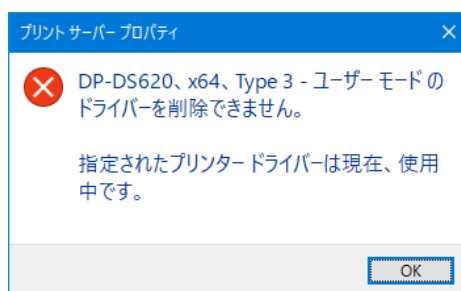 プリント サーバー プロパティ
DP-DS620、x64、Type 3 - ユーザー モード の
ドライバーを削除できません。
指定されたプリンター ドライバーは現在、使用
中です。
OK